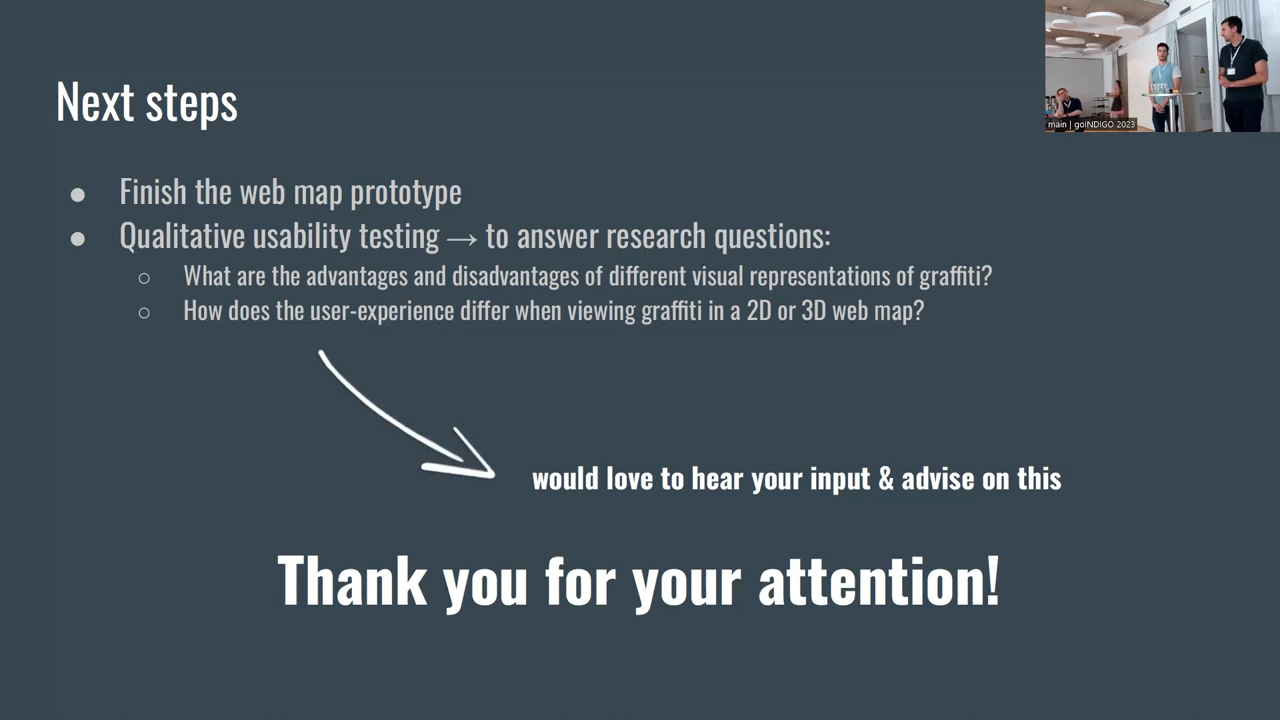 Next steps
main | goINDIGO 2023
● Finish the web map prototype
● Qualitative usability testing → to answer research questions:
○ What are the advantages and disadvantages of different visual representations of graffiti?
○ How does the user-experience differ when viewing graffiti in a 2D or 3D web map?
would love to hear your input & advise on this
Thank you for your attention!